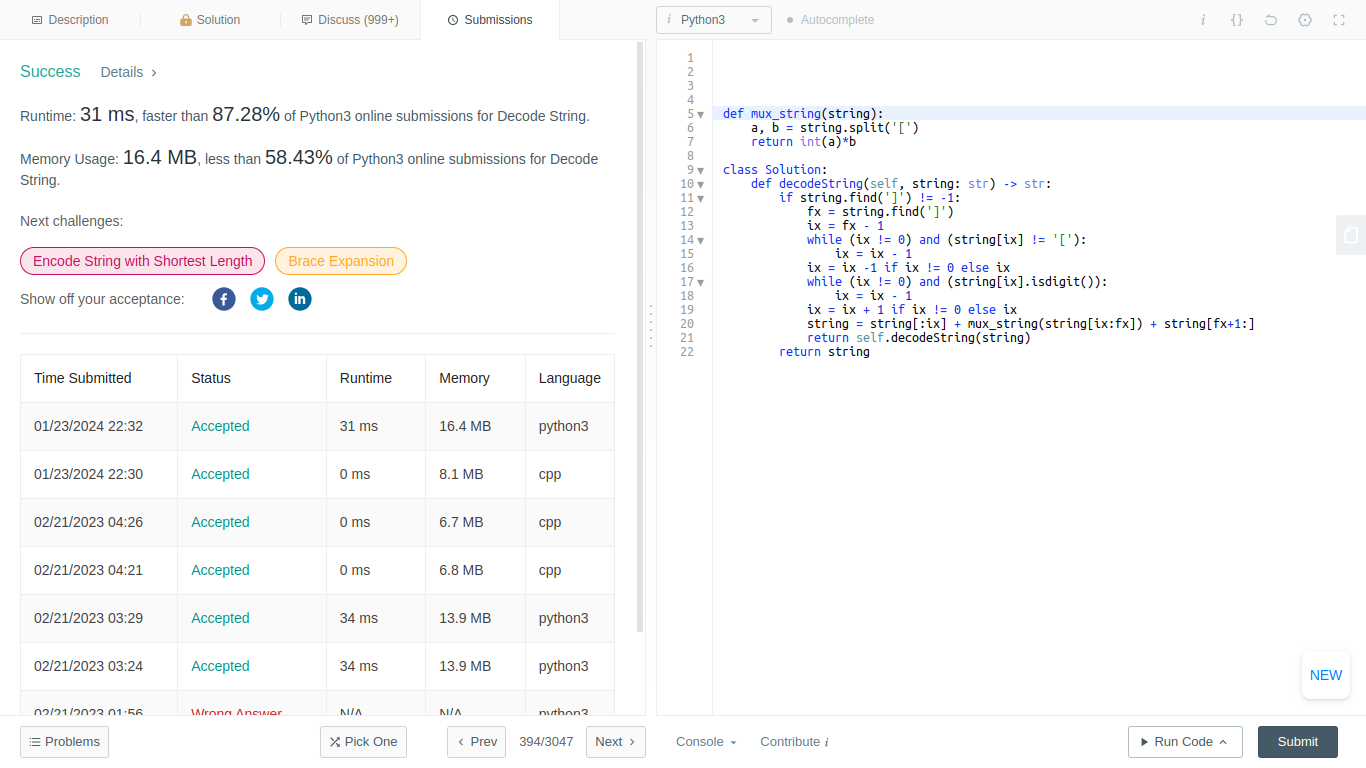 Description
Solution
Discuss (999+)
Submissions
i Python3
Autocomplete
i {}
Success Details
Runtime: 31 ms, faster than 87.28% of Python3 online submissions for Decode String.
Memory Usage: 16.4 MB, less than 58.43% of Python3 online submissions for Decode
String.
Next challenges:
Encode String with Shortest Length Brace Expansion
Show off your acceptance: f in
Time Submitted Status Runtime Memory Language
01/23/2024 22:32 Accepted 31 ms 16.4 MB python3
01/23/2024 22:30 Accepted 0 ms 8.1 MB cpp
02/21/2023 04:26 Accepted 0 ms 6.7 MB cpp
02/21/2023 04:21 Accepted 0 ms 6.8 MB cpp
02/21/2023 03:29 Accepted 34 ms 13.9 MB python3
02/21/2023 03:24 Accepted 34 ms 13.9 MB python3
02/21/2023 01:56 Wrong Answer N/A N/A python3
1
2
3
4
5 def mux_string(string):
6 a, b = string.split('[')
7 return int(a)*b
8
9 class Solution:
10 def decodeString(self, string: str) -> str:
11 if string.find(']') != -1:
12 fx = string.find(']')
13 ix = fx - 1
14 while (ix != 0) and (string[ix] != '['):
15 ix = ix - 1
16 ix = ix -1 if ix != 0 else ix
17 while (ix != 0) and (string[ix].isdigit()):
18 ix = ix - 1
19 ix = ix + 1 if ix != 0 else ix
20 string = string[:ix] + mux_string(string[ix:fx]) + string[fx+1:]
21 return self.decodeString(string)
22 return string
NEW
Problems
Pick One
Prev 394/3047 Next
Console
Contribute i
Run Code
Submit